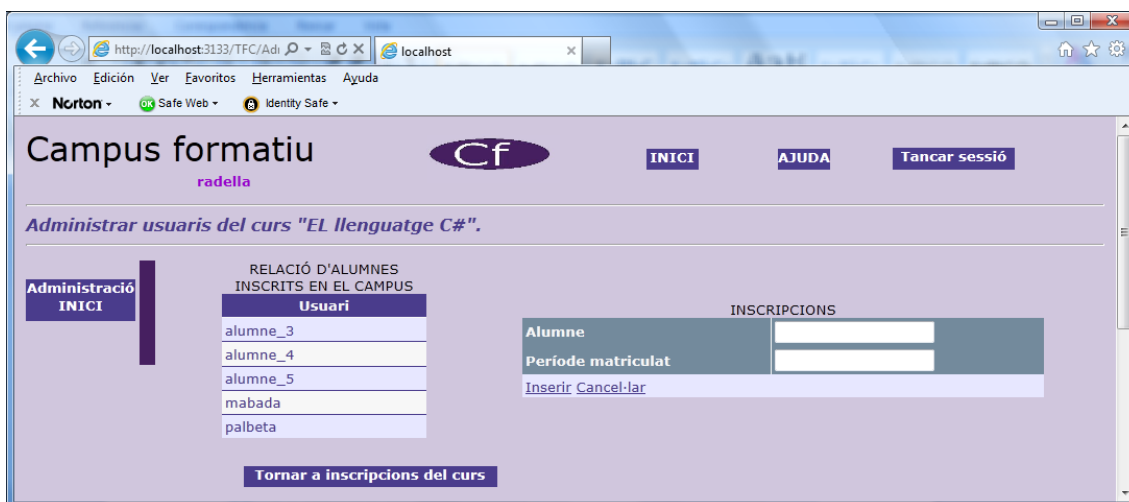 http://localhost:3133/TFC/Adı
localhost
Archivo Edición Ver Favoritos Herramientas Ayuda
x Norton OK Safe Web Identity Safe
Campus formatiu
Cf
INICI
AJUDA
Tancar sessió
radella
Administrar usuaris del curs "EL llenguatge C#".
Administració
INICI
RELACIÓ D'ALUMNES
INSCRITS EN EL CAMPUS
Usuari
alumne_3
alumne_4
alumne_5
mabada
palbeta
INSCRIPCIONS
Alumne
Període matriculat
Inserir Cancel·lar
Tornar a inscripcions del curs